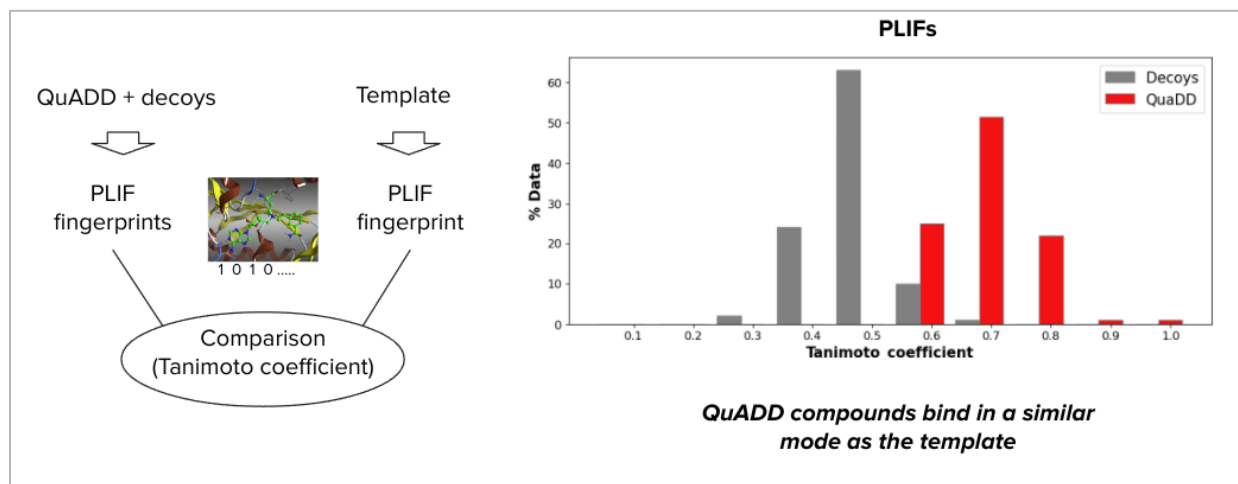 QuADD + decoys
Template
PLIF
fingerprints
PLIF
fingerprint
1 0 1 0 .....
Comparison
(Tanimoto coefficient)
PLIFs
Decoys
QuaDD
% Data
60
50
40
30
20
10
0
0.1 0.2 0.3 0.4 0.5 0.6 0.7 0.8 0.9 1.0
Tanimoto coefficient
QuADD compounds bind in a similar
mode as the template